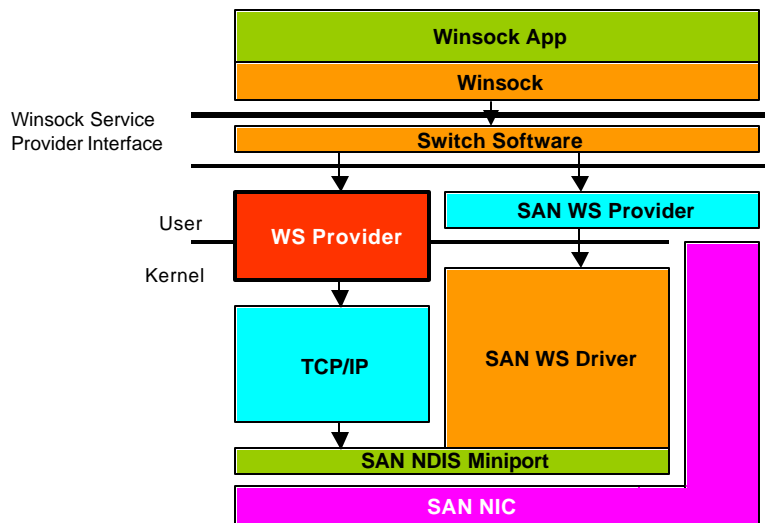 Winsock App
Winsock
Winsock Service
Provider Interface
Switch Software
SAN WS Provider
User
WS Provider
Kernel
TCP/IP
SAN WS Driver
SAN NDIS Miniport
SAN NIC